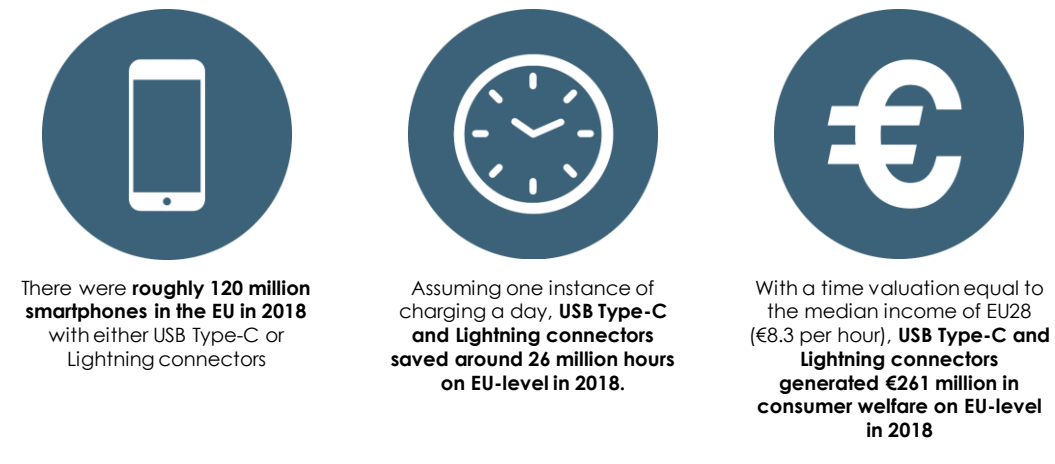 There were roughly 120 million
smartphones in the EU in 2018
with either USB Type-C or
Lightning connectors
Assuming one instance of
charging a day, USB Type-C
and Lightning connectors
saved around 26 million hours
on EU-level in 2018.
With a time valuation equal to
the median income of EU28
(€8.3 per hour), USB Type-C and
Lightning connectors
generated €261 million in
consumer welfare on EU-level
in 2018